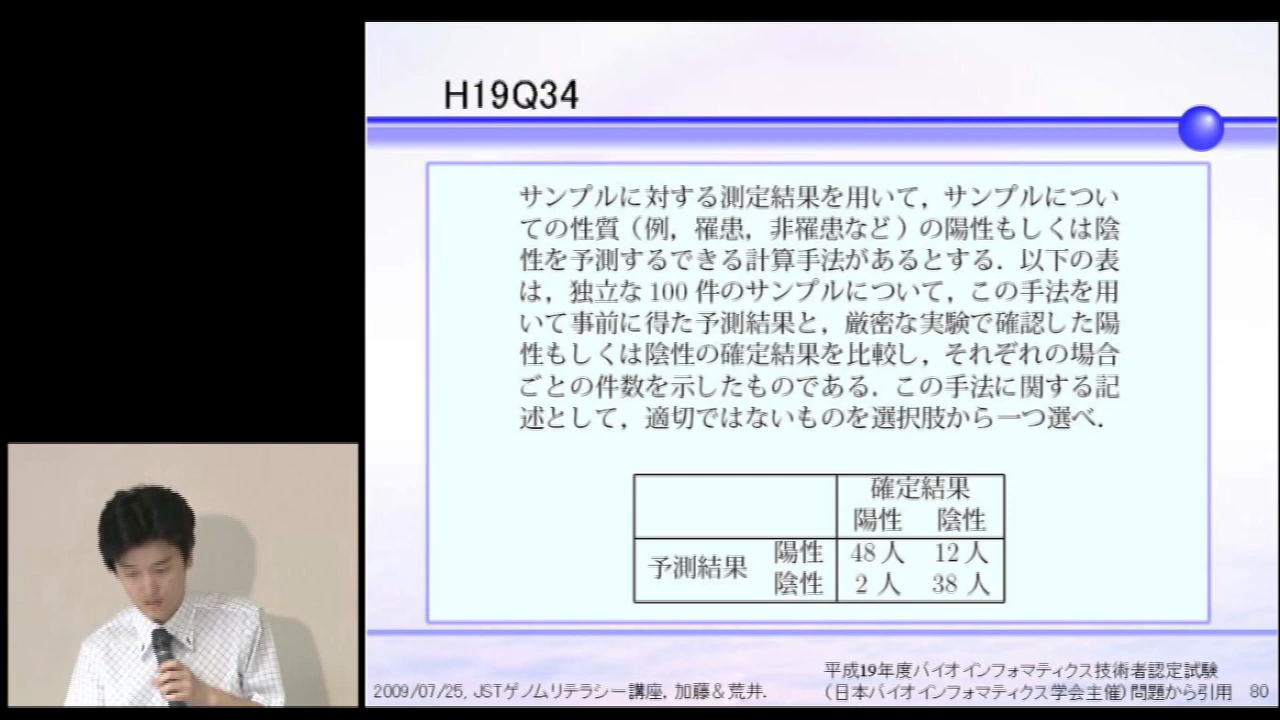 H19Q34
サンプルに対する測定結果を用いて，サンプルについ
ての性質（例，罹患，非罹患など）の陽性もしくは陰
性を予測するできる計算手法があるとする．以下の表
は，独立な 100 件のサンプルについて，この手法を用
いて事前に得た予測結果と，厳密な実験で確認した陽
性もしくは陰性の確定結果を比較し，それぞれの場合
ごとの件数を示したものである．この手法に関する記
述として，適切ではないものを選択肢から一つ選べ．
確定結果
陽性 陰性
予測結果 陽性 48 人 12 人
陰性 2 人 38 人
平成19年度バイオインフォマティクス技術者認定試験
2009/07/25, JSTゲノムリテラシー講座, 加藤＆荒井.
（日本バイオインフォマティクス学会主催）問題から引用 80